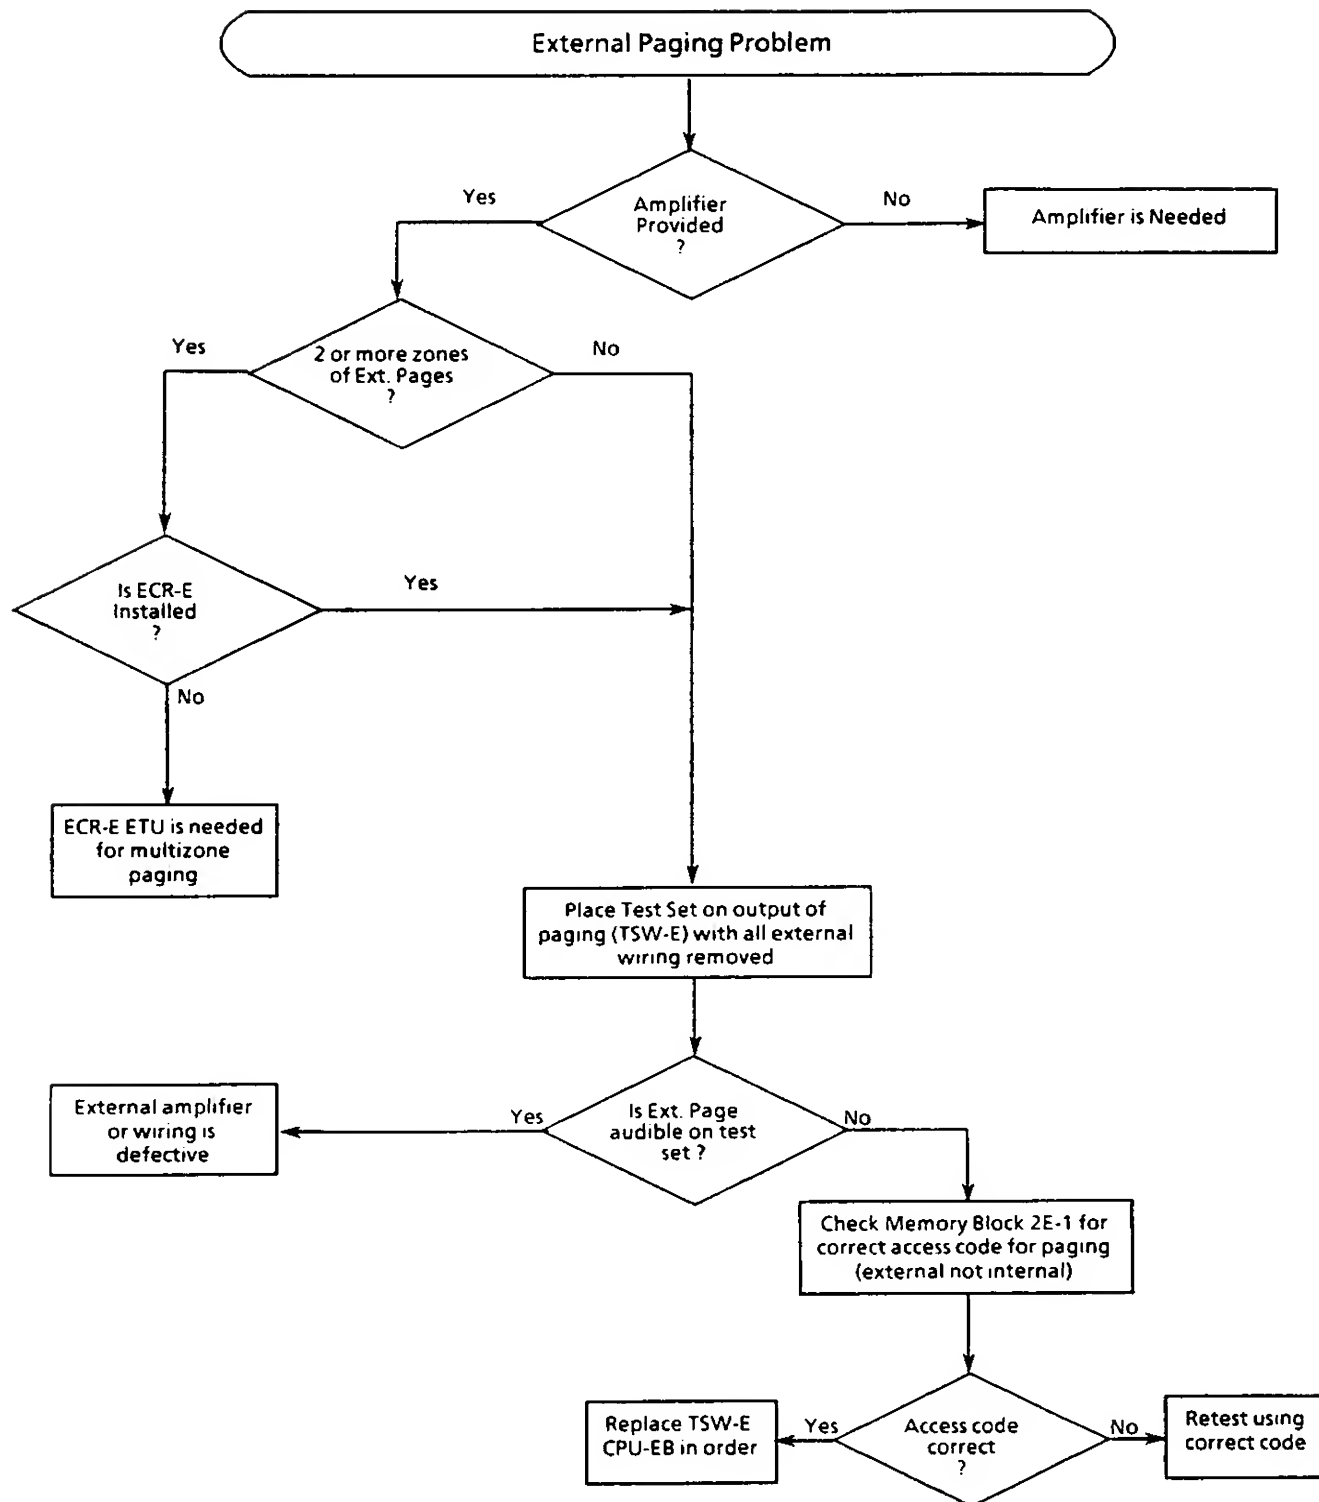 External Paging Problem
Amplifier
Provided
?
Yes
No
Amplifier is Needed
2 or more zones
of Ext. Pages
?
Yes
No
Is ECR-E
Installed
?
Yes
No
ECR-E ETU is needed
for multizone
paging
Place Test Set on output of
paging (TSW-E) with all external
wiring removed
Is Ext. Page
audible on test
set ?
Yes
No
External amplifier
or wiring is
defective
Check Memory Block 2E-1 for
correct access code for paging
(external not internal)
Access code
correct
?
Yes
No
Replace TSW-E
CPU-EB in order
Retest using
correct code